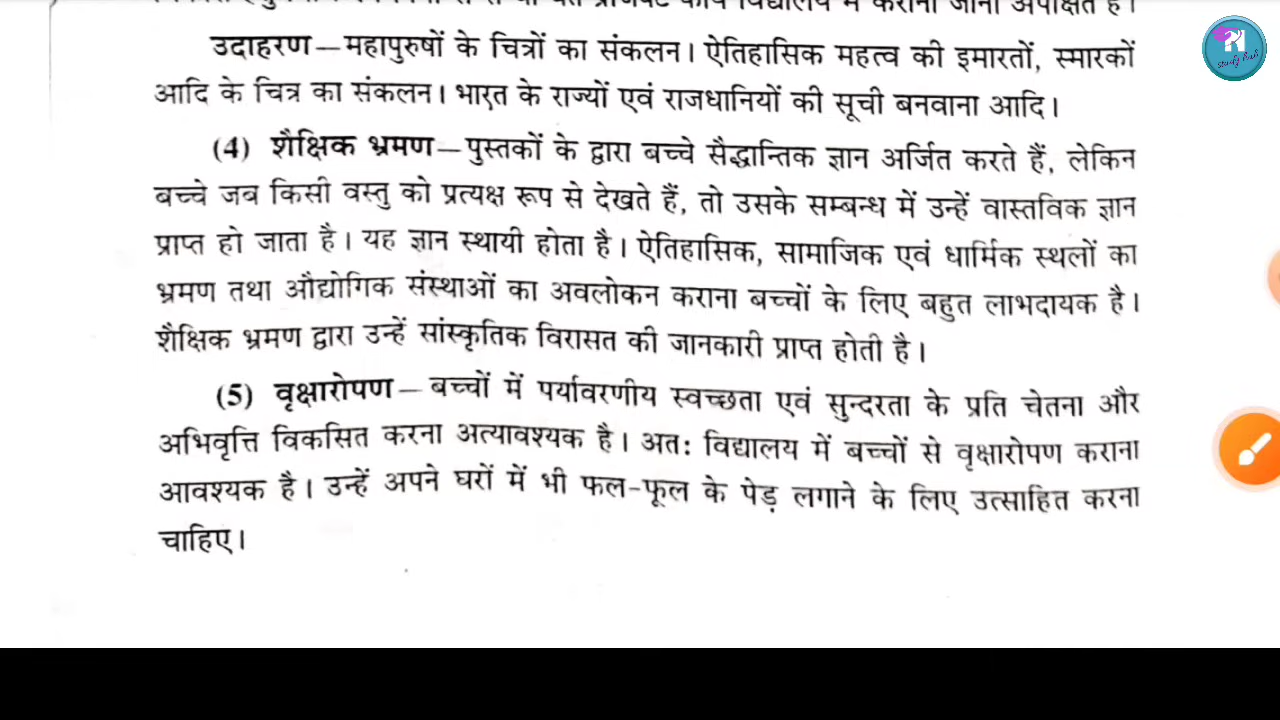 उदाहरण—महापुरुषों के चित्रों का संकलन। ऐतिहासिक महत्व की इमारतों, स्मारकों
आदि के चित्र का संकलन। भारत के राज्यों एवं राजधानियों की सूची बनवाना आदि।
(4) शैक्षिक भ्रमण—पुस्तकों के द्वारा बच्चे सैद्धान्तिक ज्ञान अर्जित करते हैं, लेकिन
बच्चे जब किसी वस्तु को प्रत्यक्ष रूप से देखते हैं, तो उसके सम्बन्ध में उन्हें वास्तविक ज्ञान
प्राप्त हो जाता है। यह ज्ञान स्थायी होता है। ऐतिहासिक, सामाजिक एवं धार्मिक स्थलों का
भ्रमण तथा औद्योगिक संस्थाओं का अवलोकन कराना बच्चों के लिए बहुत लाभदायक है।
शैक्षिक भ्रमण द्वारा उन्हें सांस्कृतिक विरासत की जानकारी प्राप्त होती है।
(5) वृक्षारोपण—बच्चों में पर्यावरणीय स्वच्छता एवं सुन्दरता के प्रति चेतना और
अभिवृत्ति विकसित करना अत्यावश्यक है। अतः विद्यालय में बच्चों से वृक्षारोपण कराना
आवश्यक है। उन्हें अपने घरों में भी फल-फूल के पेड़ लगाने के लिए उत्साहित करना
चाहिए।
Study Hub